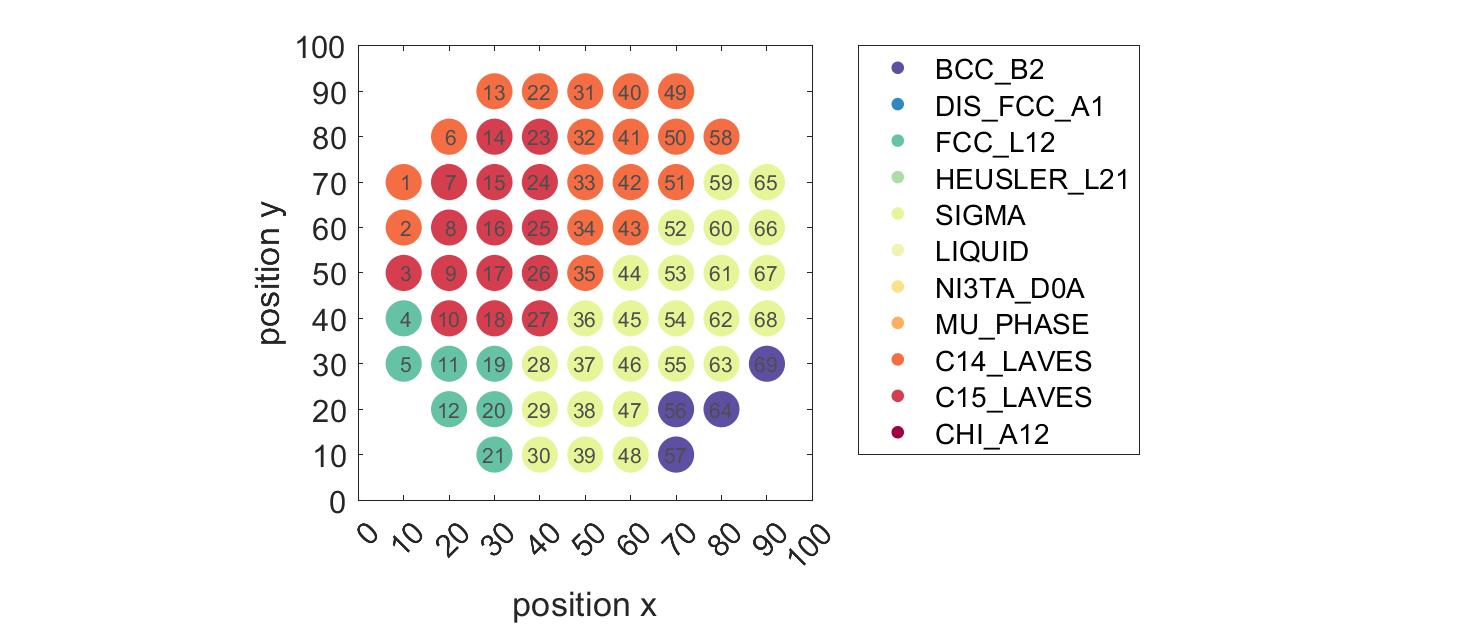 100
90 13 22 31 40 49
80 6 14 23 32 41 50 58
70 1 7 15 24 33 42 51 59 65
60 2 8 16 25 34 43 52 60 66
50 3 9 17 26 35 44 53 61 67
40 4 10 18 27 36 45 54 62 68
30 5 11 19 28 37 46 55 63 69
20 12 20 29 38 47 56 64
10 21 30 39 48 57
0
0 10 20 30 40 50 60 70 80 90 100
position x
position y
BCC_B2
DIS_FCC_A1
FCC_L12
HEUSLER_L21
SIGMA
LIQUID
NI3TA_D0A
MU_PHASE
C14_LAVES
C15_LAVES
CHI_A12